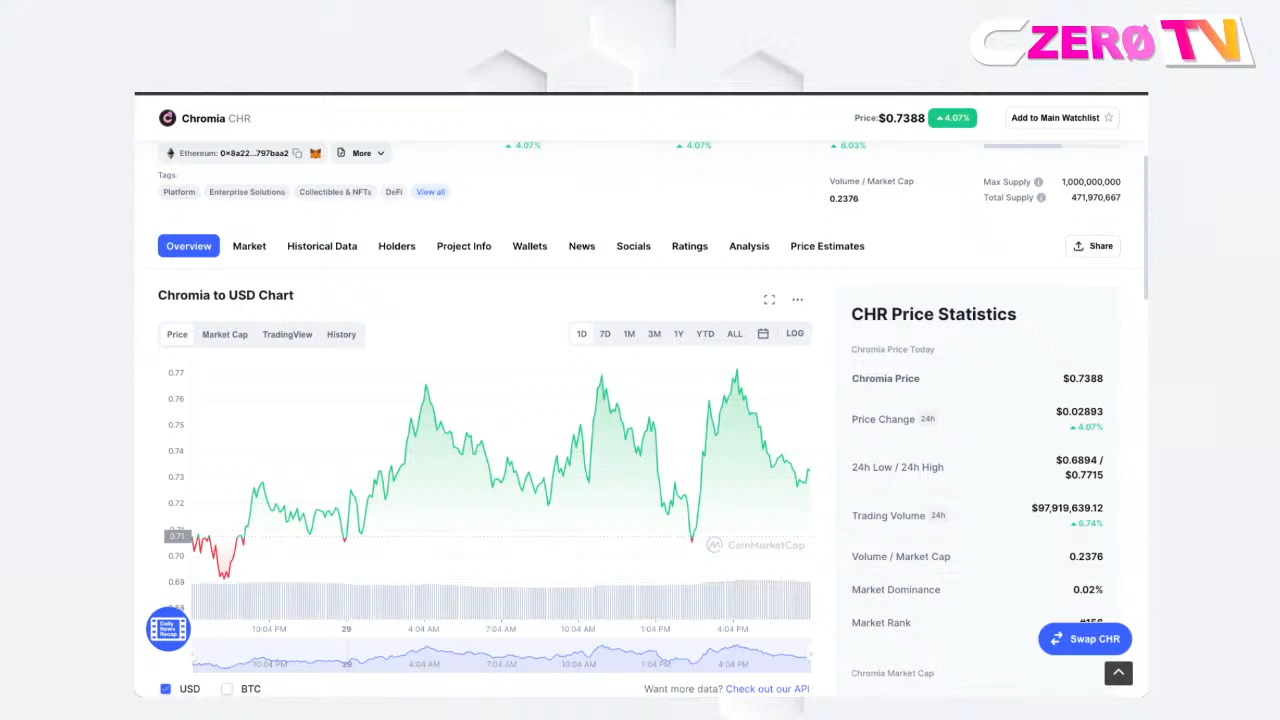 CZERØ TV
Chromia CHR
Price:$0.7388 4.07%
Add to Main Watchlist
Ethereum: 0x8a22...797baa2
More
4.07%
4.07%
6.03%
Tags:
Platform
Enterprise Solutions
Collectibles & NFTs
DeFi
View all
Volume / Market Cap
0.2376
Max Supply 1,000,000,000
Total Supply 471,970,667
Overview Market Historical Data Holders Project Info Wallets News Socials Ratings Analysis Price Estimates
Share
Chromia to USD Chart
Price Market Cap TradingView History
1D 7D 1M 3M 1Y YTD ALL LOG
0.77
0.76
0.75
0.74
0.73
0.72
0.71
0.71
0.70
0.69
0.68
CoinMarketCap
10:04 PM 29 4:04 AM 7:04 AM 10:04 AM 1:04 PM 4:04 PM
10:04 PM 29 4:04 AM 7:04 AM 10:04 AM 1:04 PM 4:04 PM
Daily
News
Recap
USD BTC
Want more data? Check out our API
CHR Price Statistics
Chromia Price Today
Chromia Price $0.7388
Price Change 24h $0.02893
4.07%
24h Low / 24h High $0.6894 /
$0.7715
Trading Volume 24h $97,919,639.12
6.74%
Volume / Market Cap 0.2376
Market Dominance 0.02%
Market Rank
Swap CHR
Chromia Market Cap